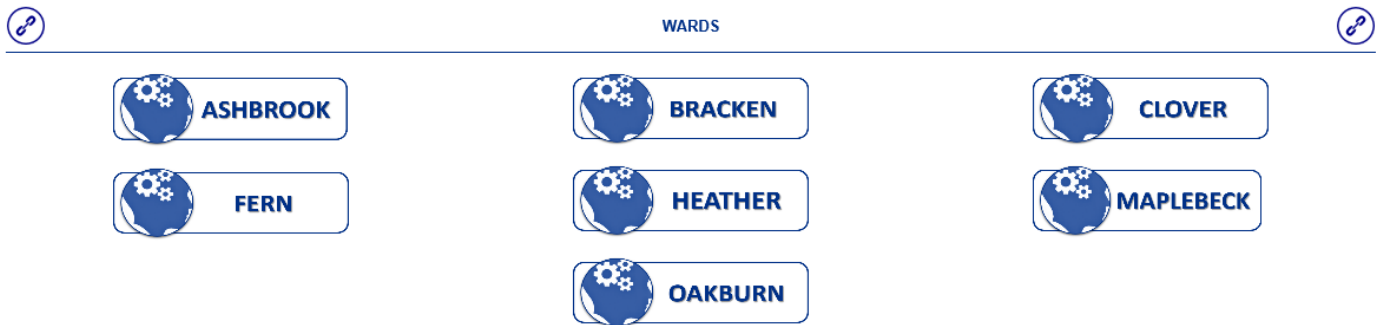 WARDS
ASHBROOK
BRACKEN
CLOVER
FERN
HEATHER
MAPLEBECK
OAKBURN